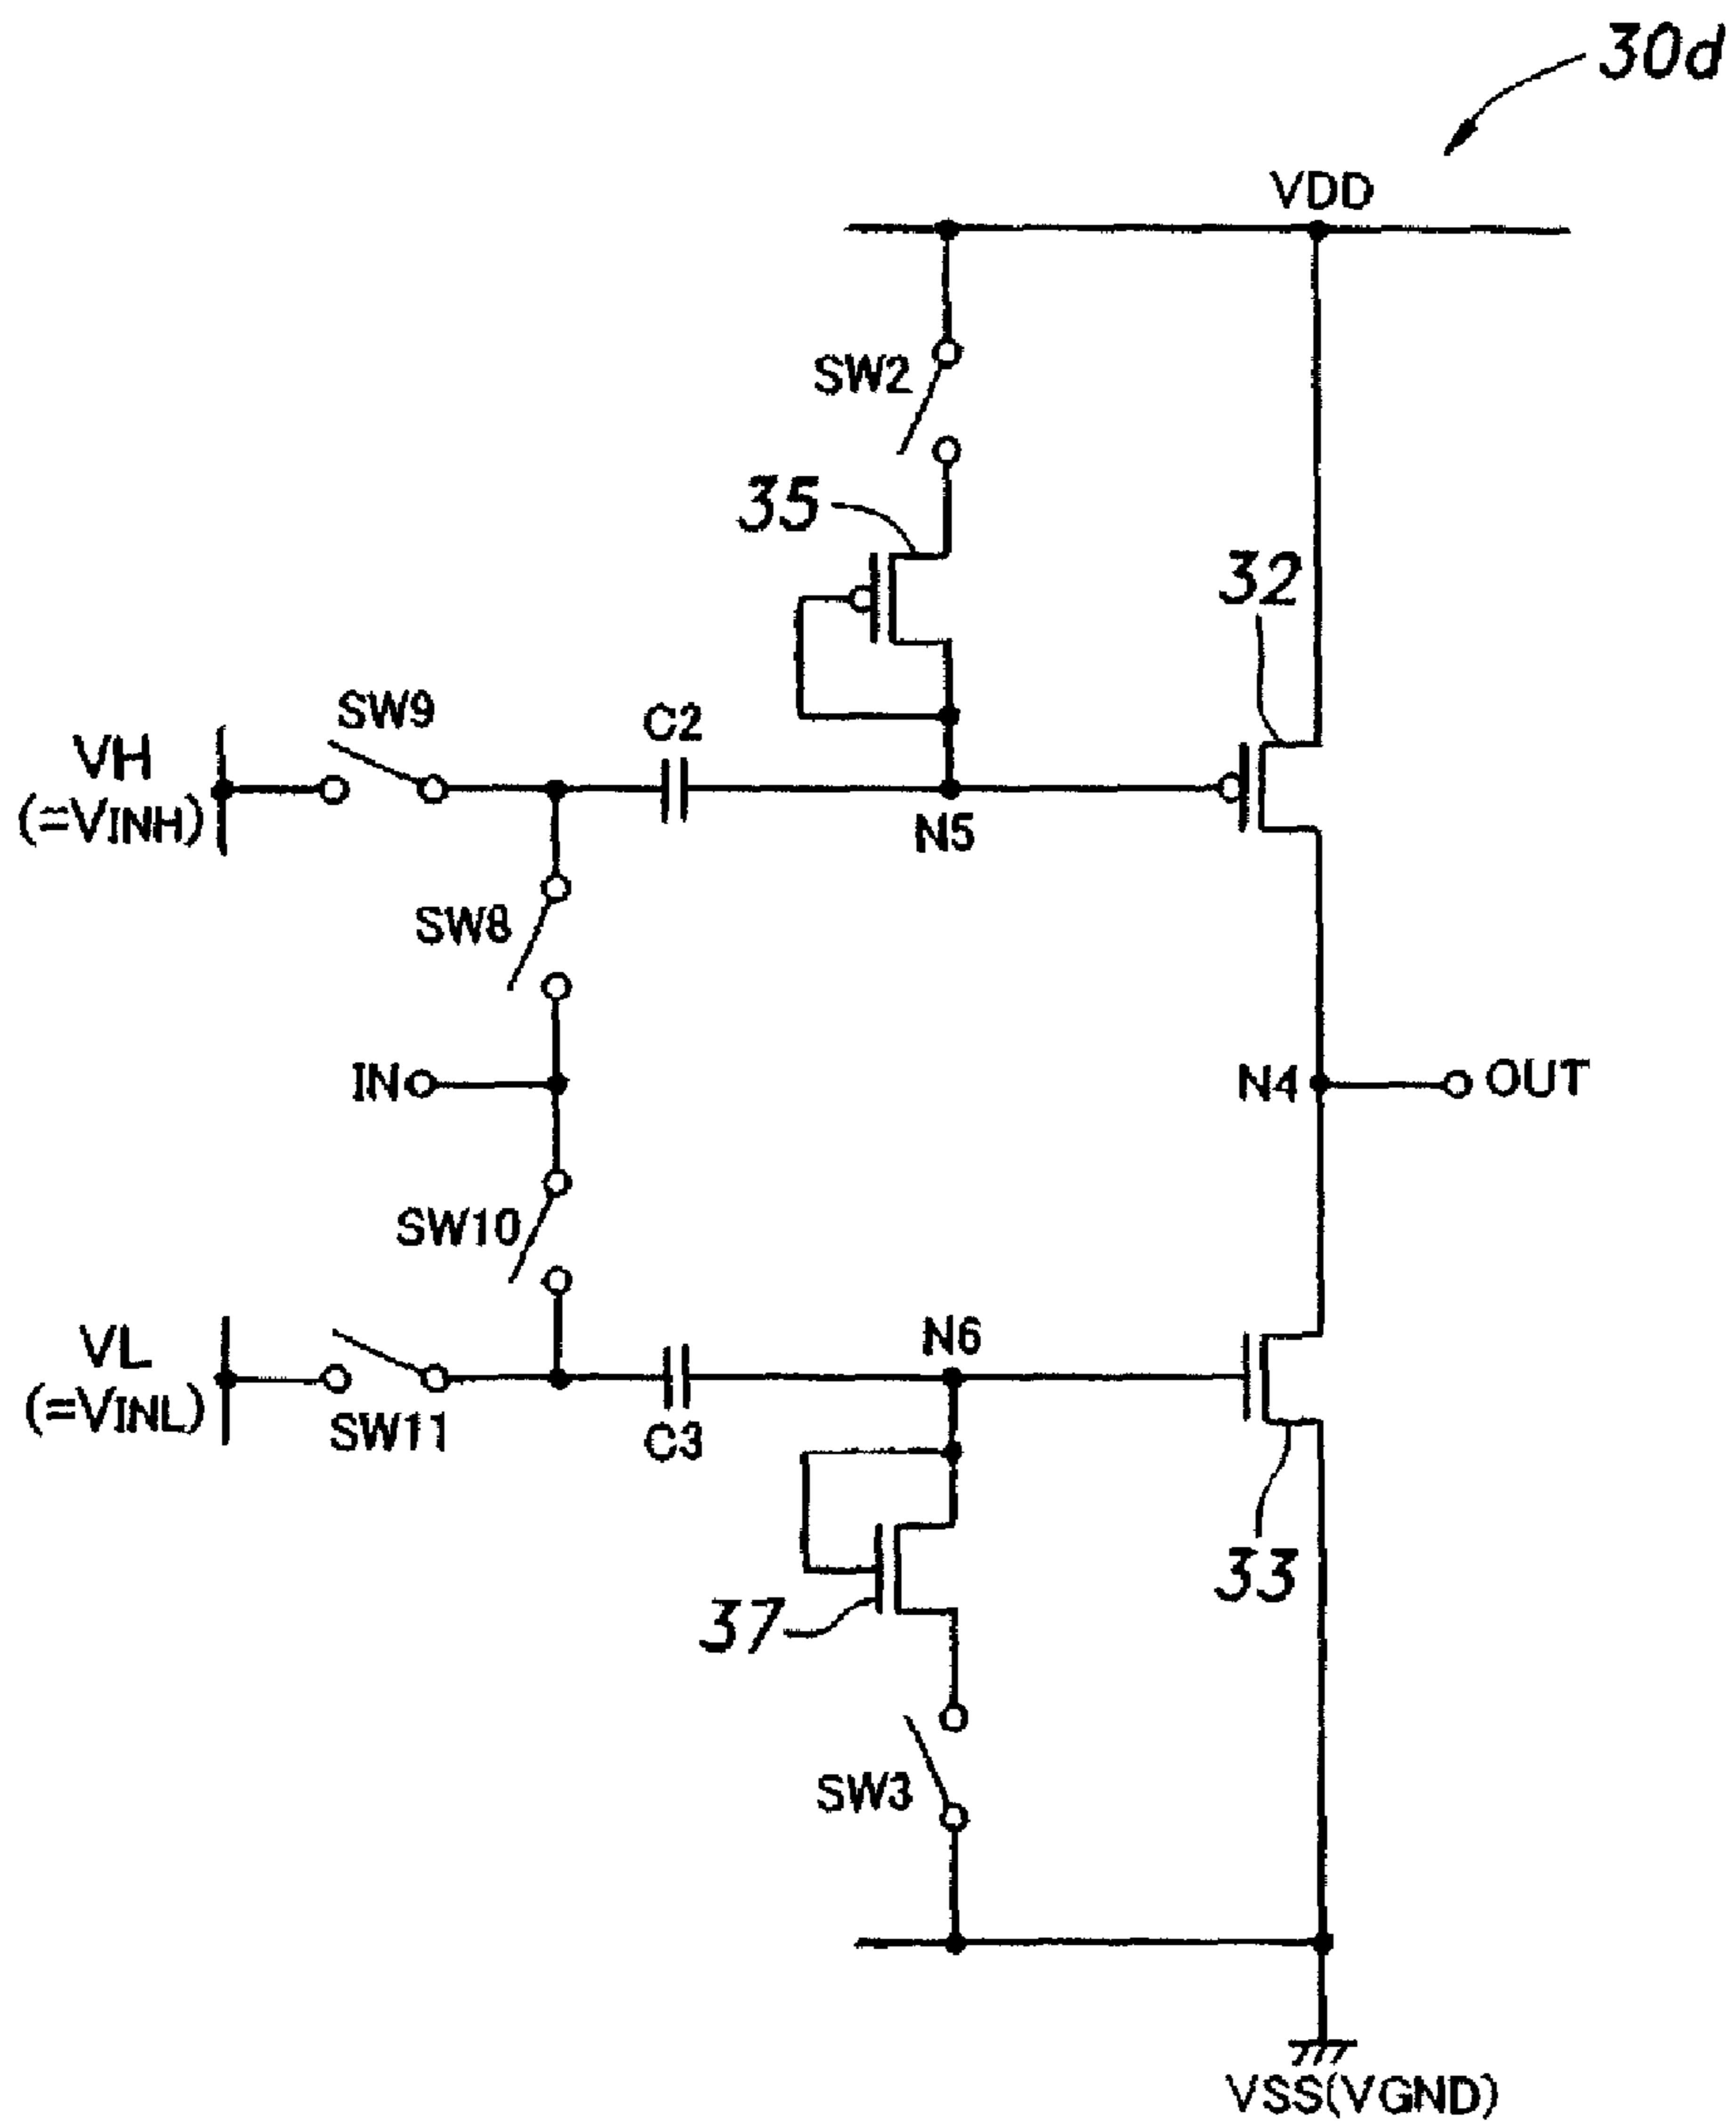 30d
VDD
SW2
35
32
SW9
C2
VH
(=VINH)
N5
SW8
IN
N4
OUT
SW10
N6
VL
(=VINL)
SW11
C3
37
33
SW3
VSS(VGND)